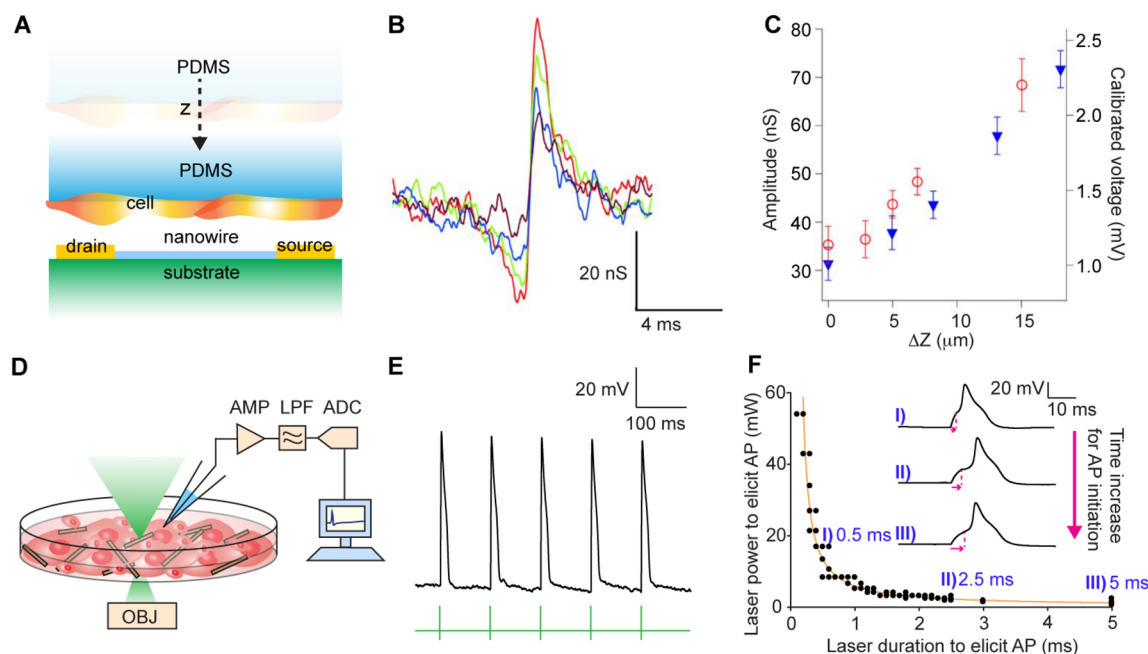 A
PDMS
Z
PDMS
cell
nanowire
drain
source
substrate
B
20 nS
4 ms
C
Amplitude (nS)
80
70
60
50
40
30
0
5
10
15
ΔZ (μm)
2.5
2.0
1.5
1.0
Calibrated voltage (mV)
D
AMP LPF ADC
OBJ
E
20 mV
100 ms
F
Laser power to elicit AP (mW)
60
40
20
0
0
1
2
3
4
5
Laser duration to elicit AP (ms)
20 mV
10 ms
I)
II)
III)
Time increase
for AP initiation
I) 0.5 ms
II) 2.5 ms
III) 5 ms